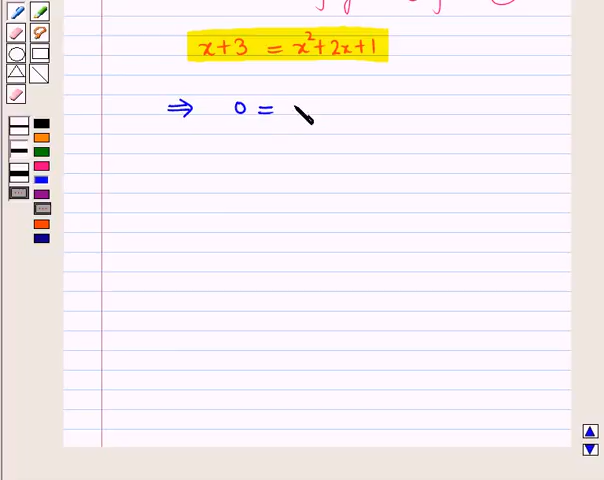 x+3 = x²+2x+1
⇒ 0 =